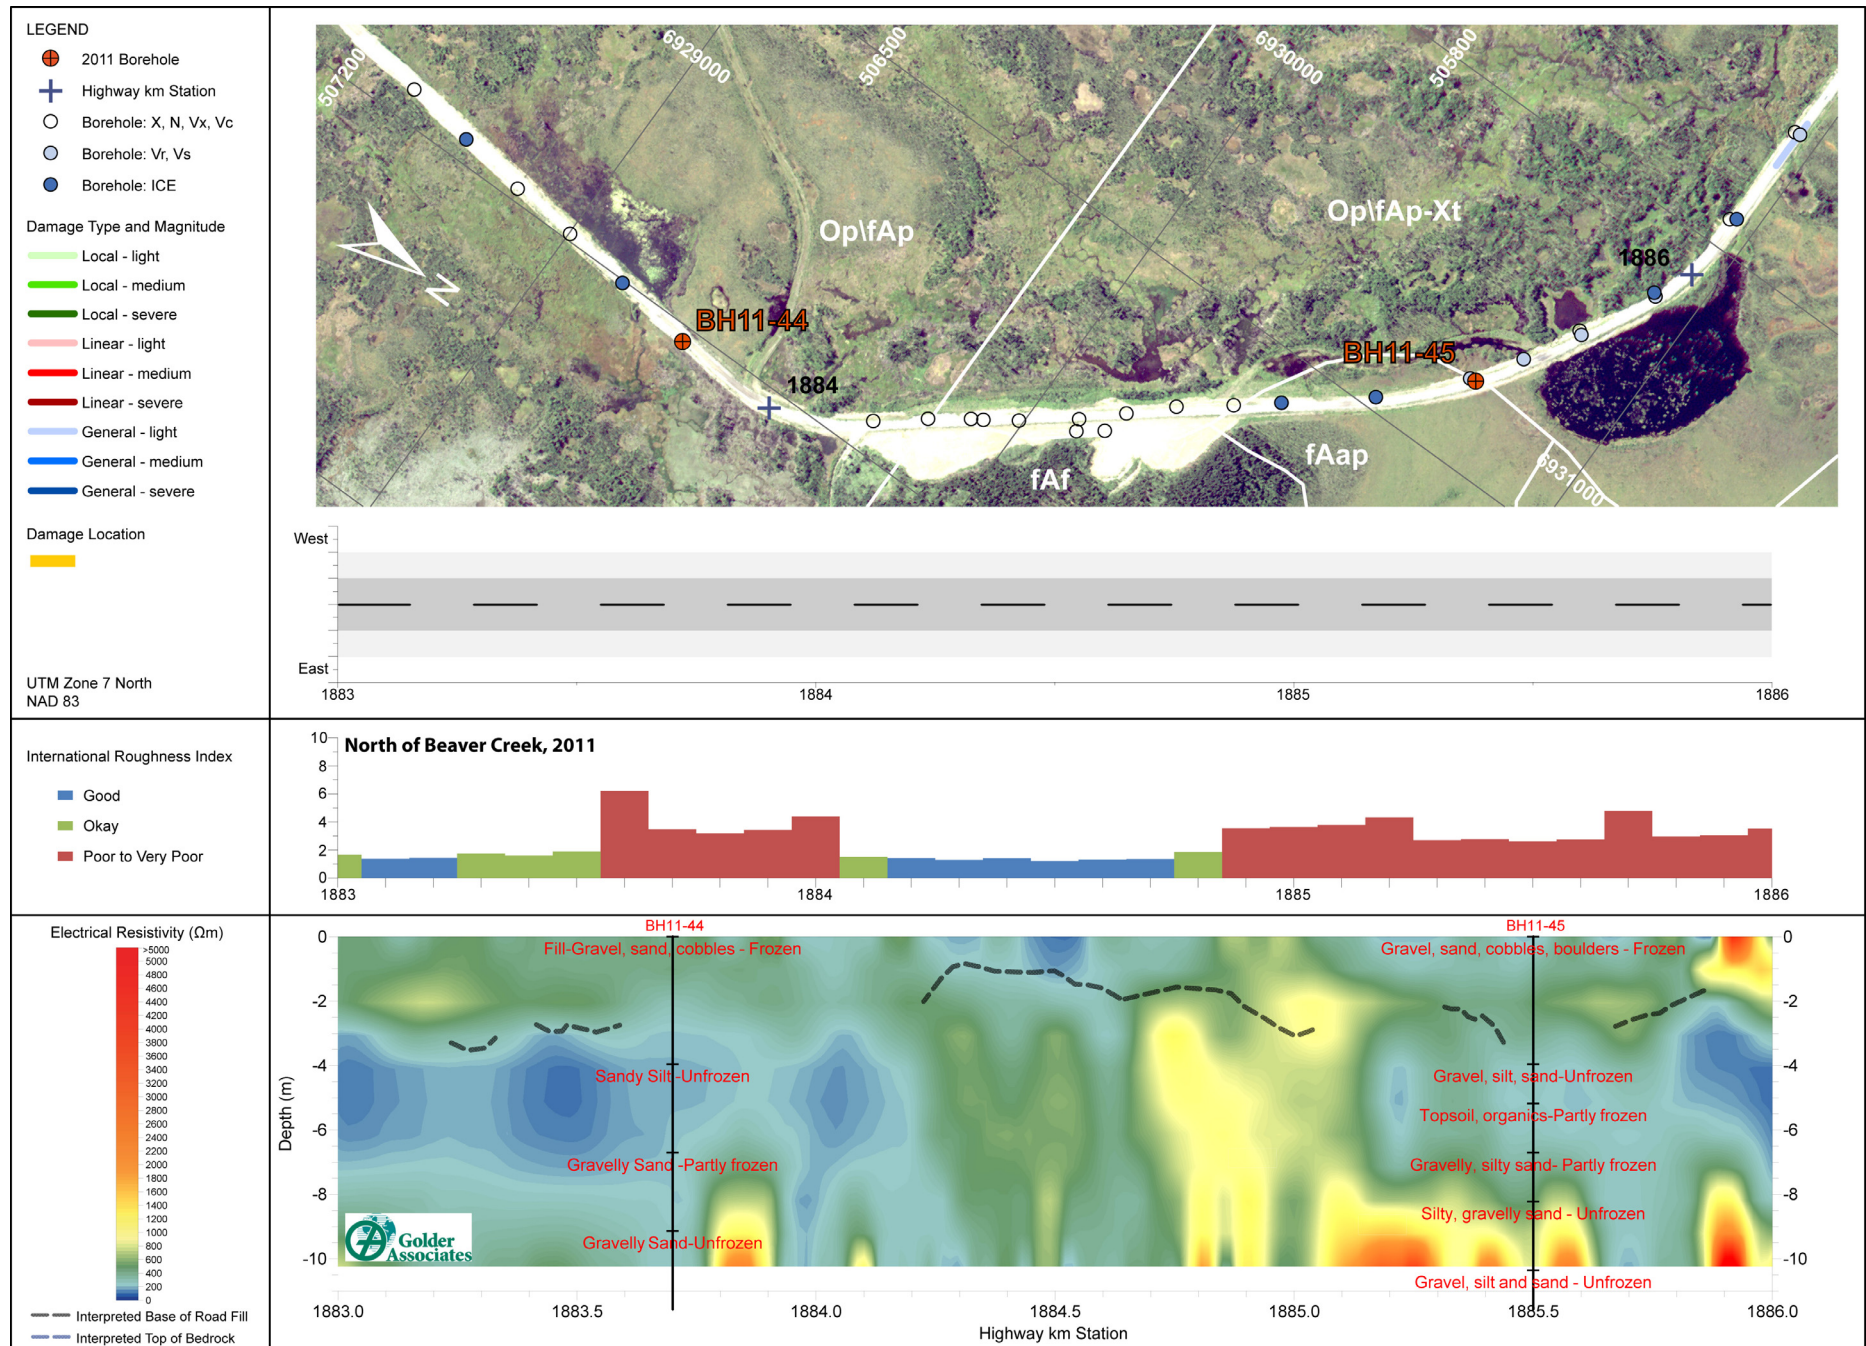 LEGEND
2011 Borehole
Highway km Station
Borehole: X, N, Vx, Vc
Borehole: Vr, Vs
Borehole: ICE
Damage Type and Magnitude
Local - light
Local - medium
Local - severe
Linear - light
Linear - medium
Linear - severe
General - light
General - medium
General - severe
Damage Location
UTM Zone 7 North
NAD 83
507200
6929000
506500
6930000
505800
Op\fAp
Op\fAp-Xt
1886
BH11-44
BH11-45
1884
N
fAf
fAap
6931000
West
East
1883 1884 1885 1886
International Roughness Index
Good
Okay
Poor to Very Poor
North of Beaver Creek, 2011
10
8
6
4
2
0
1883 1884 1885 1886
Electrical Resistivity (Ωm)
>5000
5000
4800
4600
4400
4200
4000
3800
3600
3400
3200
3000
2800
2600
2400
2200
2000
1800
1600
1400
1200
1000
800
600
400
200
0
Interpreted Base of Road Fill
Interpreted Top of Bedrock
Depth (m)
0
-2
-4
-6
-8
-10
BH11-44
Fill-Gravel, sand, cobbles - Frozen
Sandy Silt -Unfrozen
Gravelly Sand -Partly frozen
Gravelly Sand-Unfrozen
BH11-45
Gravel, sand, cobbles, boulders - Frozen
Gravel, silt, sand-Unfrozen
Topsoil, organics-Partly frozen
Gravelly, silty sand- Partly frozen
Silty, gravelly sand - Unfrozen
Gravel, silt and sand - Unfrozen
0
-2
-4
-6
-8
-10
Golder
Associates
1883.0 1883.5 1884.0 1884.5 1885.0 1885.5 1886.0
Highway km Station